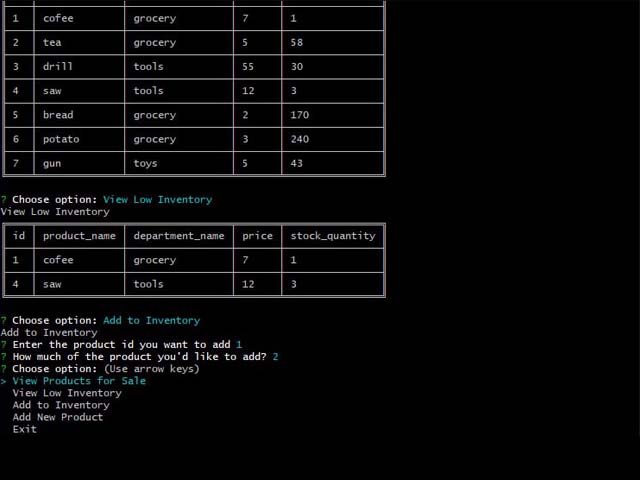 1 cofee grocery 7 1
2 tea grocery 5 58
3 drill tools 55 30
4 saw tools 12 3
5 bread grocery 2 170
6 potato grocery 3 240
7 gun toys 5 43
? Choose option: View Low Inventory
View Low Inventory
id product_name department_name price stock_quantity
1 cofee grocery 7 1
4 saw tools 12 3
? Choose option: Add to Inventory
Add to Inventory
? Enter the product id you want to add 1
? How much of the product you'd like to add? 2
? Choose option: (Use arrow keys)
> View Products for Sale
View Low Inventory
Add to Inventory
Add New Product
Exit